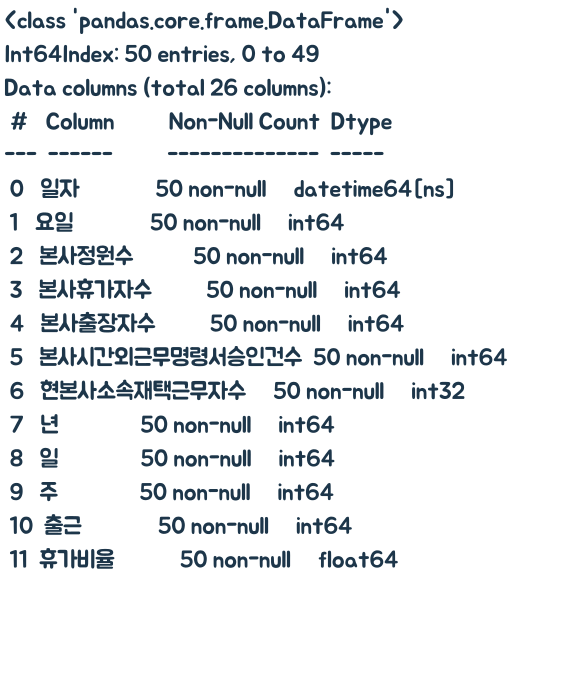 <class 'pandas.core.frame.DataFrame'>
Int64Index: 50 entries, 0 to 49
Data columns (total 26 columns):
 #   Column         Non-Null Count  Dtype
---  ------         --------------  -----
 0   일자             50 non-null     datetime64[ns]
 1   요일             50 non-null     int64
 2   본사정원수          50 non-null     int64
 3   본사휴가자수         50 non-null     int64
 4   본사출장자수         50 non-null     int64
 5   본사시간외근무명령서승인건수  50 non-null     int64
 6   현본사소속재택근무자수    50 non-null     int32
 7   년              50 non-null     int64
 8   일              50 non-null     int64
 9   주              50 non-null     int64
 10  출근             50 non-null     int64
 11  휴가비율           50 non-null     float64